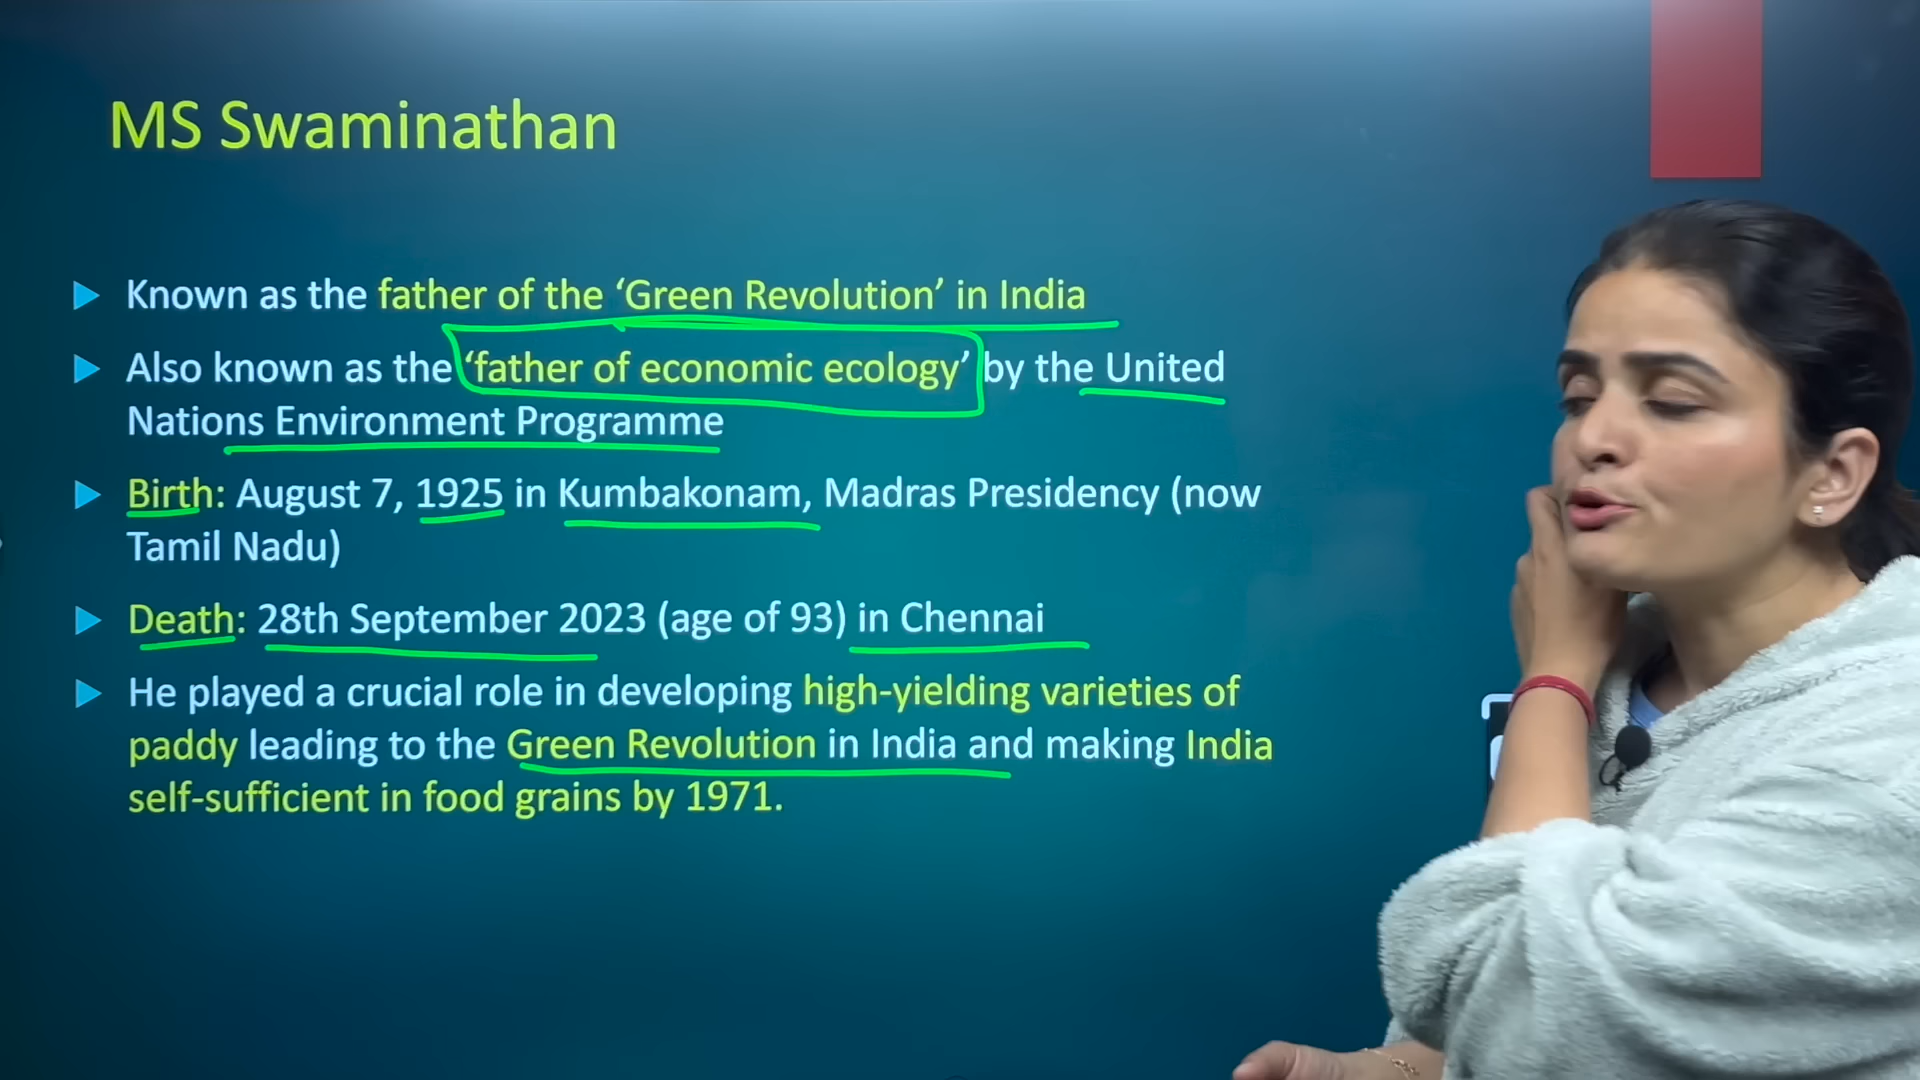 MS Swaminathan
Known as the father of the ‘Green Revolution’ in India
Also known as the ‘father of economic ecology’ by the United
Nations Environment Programme
Birth: August 7, 1925 in Kumbakonam, Madras Presidency (now
Tamil Nadu)
Death: 28th September 2023 (age of 93) in Chennai
He played a crucial role in developing high-yielding varieties of
paddy leading to the Green Revolution in India and making India
self-sufficient in food grains by 1971.